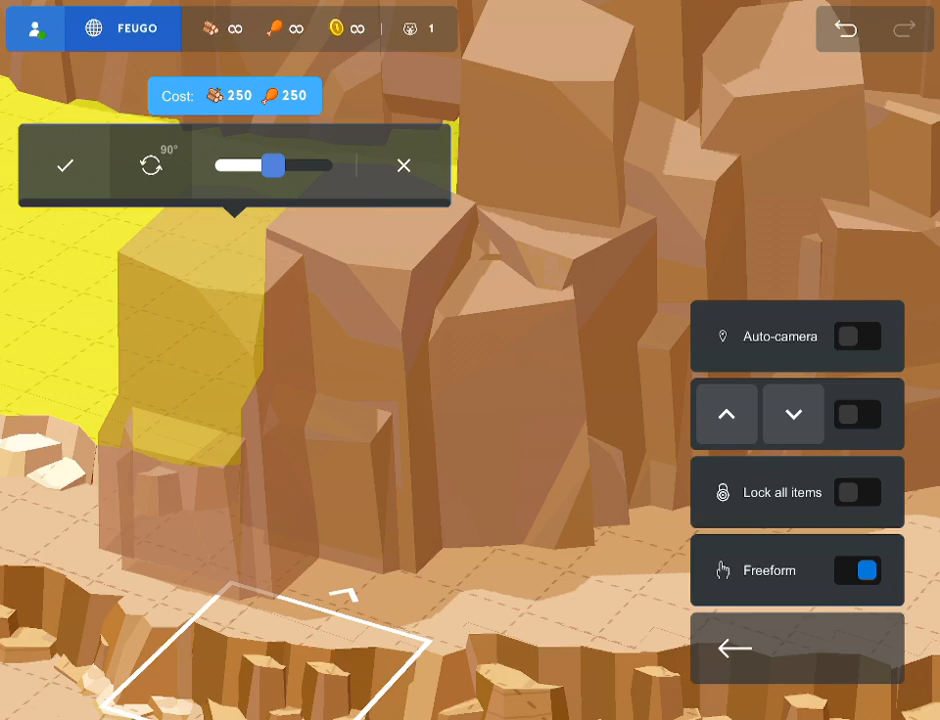 FEUGO ∞ ∞ ∞ 1
Cost: 250 250
90°
Auto-camera
Lock all items
Freeform